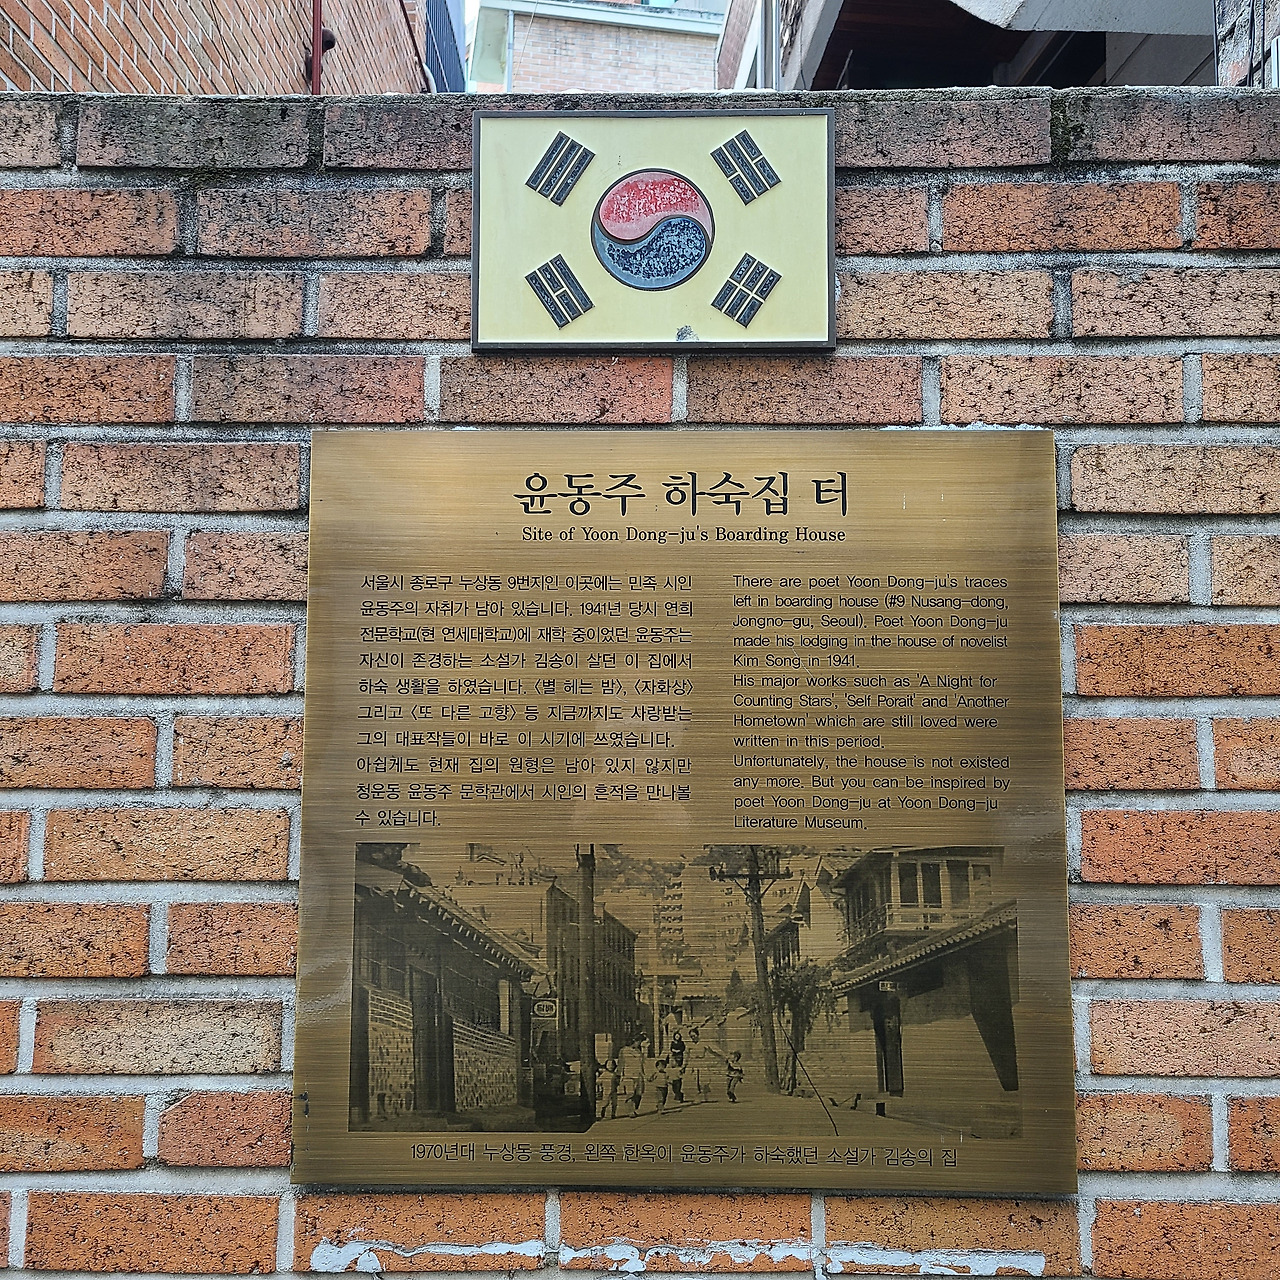 윤동주 하숙집 터
Site of Yoon Dong-ju's Boarding House
서울시 종로구 누상동 9번지인 이곳에는 민족 시인
윤동주의 자취가 남아 있습니다. 1941년 당시 연희
전문학교(현 연세대학교)에 재학 중이었던 윤동주는
자신이 존경하는 소설가 김송이 살던 이 집에서
하숙 생활을 하였습니다. 〈별 헤는 밤〉, 〈자화상〉
그리고 〈또 다른 고향〉 등 지금까지도 사랑받는
그의 대표작들이 바로 이 시기에 쓰였습니다.
아쉽게도 현재 집의 원형은 남아 있지 않지만
청운동 윤동주 문학관에서 시인의 흔적을 만나볼
수 있습니다.
There are poet Yoon Dong-ju's traces
left in boarding house (#9 Nusang-dong,
Jongno-gu, Seoul). Poet Yoon Dong-ju
made his lodging in the house of novelist
Kim Song in 1941.
His major works such as 'A Night for
Counting Stars', 'Self Porait' and 'Another
Hometown' which are still loved were
written in this period.
Unfortunately, the house is not existed
any more. But you can be inspired by
poet Yoon Dong-ju at Yoon Dong-ju
Literature Museum.
1970년대 누상동 풍경, 왼쪽 한옥이 윤동주가 하숙했던 소설가 김송의 집